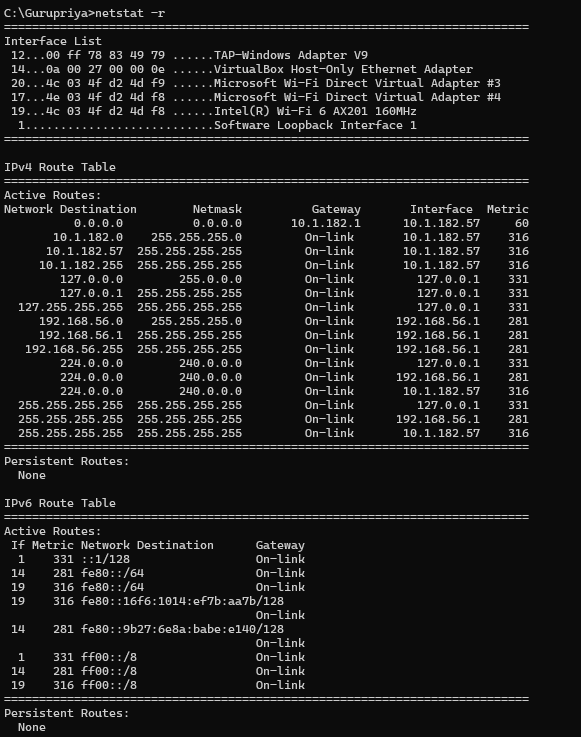 C:\Gurupriya>netstat -r
===========================================================================
Interface List
 12...00 ff 78 83 49 79 ......TAP-Windows Adapter V9
 14...0a 00 27 00 00 0e ......VirtualBox Host-Only Ethernet Adapter
 20...4c 03 4f d2 4d f9 ......Microsoft Wi-Fi Direct Virtual Adapter #3
 17...4e 03 4f d2 4d f8 ......Microsoft Wi-Fi Direct Virtual Adapter #4
 19...4c 03 4f d2 4d f8 ......Intel(R) Wi-Fi 6 AX201 160MHz
  1...........................Software Loopback Interface 1
===========================================================================

IPv4 Route Table
===========================================================================
Active Routes:
Network Destination        Netmask          Gateway       Interface  Metric
          0.0.0.0          0.0.0.0       10.1.182.1      10.1.182.57     60
       10.1.182.0    255.255.255.0         On-link       10.1.182.57    316
      10.1.182.57  255.255.255.255         On-link       10.1.182.57    316
     10.1.182.255  255.255.255.255         On-link       10.1.182.57    316
        127.0.0.0        255.0.0.0         On-link         127.0.0.1    331
        127.0.0.1  255.255.255.255         On-link         127.0.0.1    331
  127.255.255.255  255.255.255.255         On-link         127.0.0.1    331
     192.168.56.0    255.255.255.0         On-link      192.168.56.1    281
     192.168.56.1  255.255.255.255         On-link      192.168.56.1    281
   192.168.56.255  255.255.255.255         On-link      192.168.56.1    281
        224.0.0.0        240.0.0.0         On-link         127.0.0.1    331
        224.0.0.0        240.0.0.0         On-link      192.168.56.1    281
        224.0.0.0        240.0.0.0         On-link       10.1.182.57    316
  255.255.255.255  255.255.255.255         On-link         127.0.0.1    331
  255.255.255.255  255.255.255.255         On-link      192.168.56.1    281
  255.255.255.255  255.255.255.255         On-link       10.1.182.57    316
===========================================================================
Persistent Routes:
  None

IPv6 Route Table
===========================================================================
Active Routes:
 If Metric Network Destination      Gateway
  1    331 ::1/128                  On-link
 14    281 fe80::/64                On-link
 19    316 fe80::/64                On-link
 19    316 fe80::16f6:1014:ef7b:aa7b/128
                                    On-link
 14    281 fe80::9b27:6e8a:babe:e140/128
                                    On-link
  1    331 ff00::/8                 On-link
 14    281 ff00::/8                 On-link
 19    316 ff00::/8                 On-link
===========================================================================
Persistent Routes:
  None